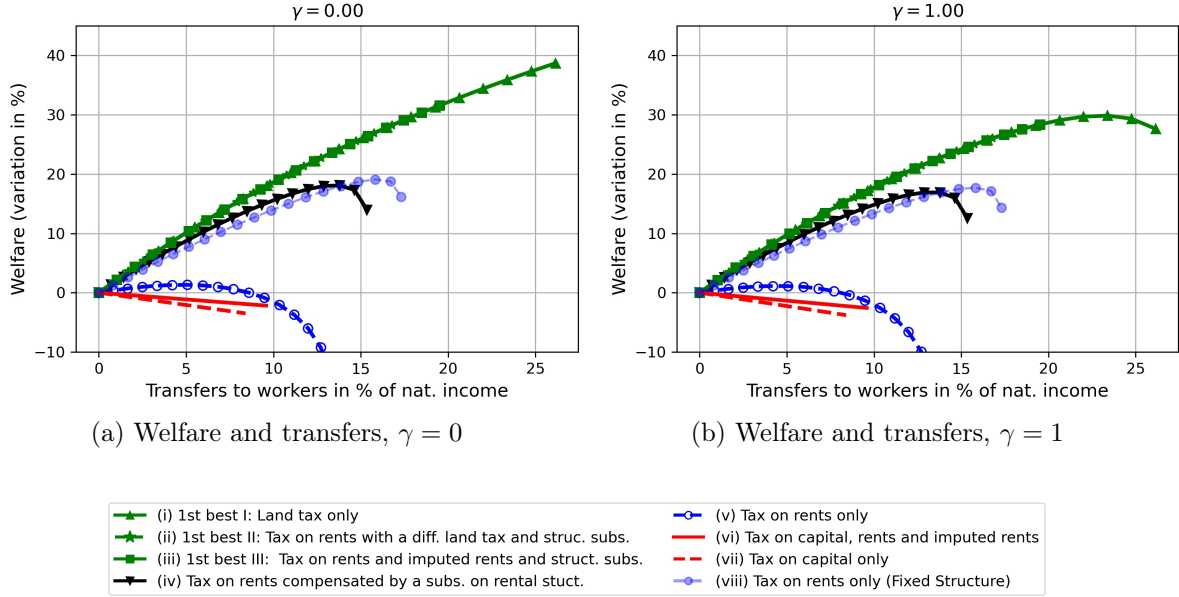 γ = 0.00
40
30
20
10
0
−10
Welfare (variation in %)
0 5 10 15 20 25
Transfers to workers in % of nat. income
(a) Welfare and transfers, γ = 0
γ = 1.00
40
30
20
10
0
−10
Welfare (variation in %)
0 5 10 15 20 25
Transfers to workers in % of nat. income
(b) Welfare and transfers, γ = 1
(i) 1st best I: Land tax only
(ii) 1st best II: Tax on rents with a diff. land tax and struc. subs.
(iii) 1st best III:  Tax on rents and imputed rents and struct. subs.
(iv) Tax on rents compensated by a subs. on rental stuct.
(v) Tax on rents only
(vi) Tax on capital, rents and imputed rents
(vii) Tax on capital only
(viii) Tax on rents only (Fixed Structure)